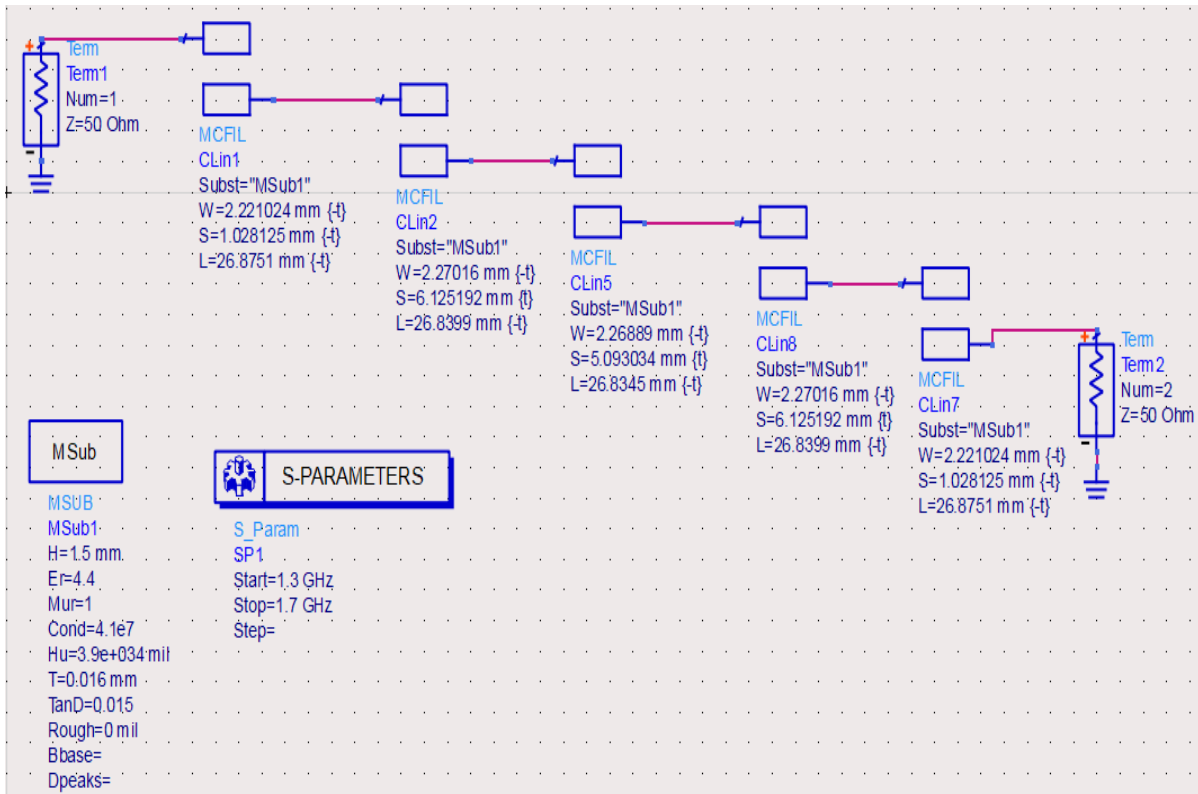 Term
Term1
Num=1
Z=50 Ohm
MCFIL
CLin1
Subst="MSub1"
W=2.221024 mm {-t}
S=1.028125 mm {-t}
L=26.8751 mm {-t}
MCFIL
CLin2
Subst="MSub1"
W=2.27016 mm {-t}
S=6.125192 mm {t}
L=26.8399 mm {-t}
MCFIL
CLin5
Subst="MSub1"
W=2.26889 mm {-t}
S=5.093034 mm {t}
L=26.8345 mm {-t}
MCFIL
CLin8
Subst="MSub1"
W=2.27016 mm {-t}
S=6.125192 mm {t}
L=26.8399 mm {-t}
MCFIL
CLin7
Subst="MSub1"
W=2.221024 mm {-t}
S=1.028125 mm {-t}
L=26.8751 mm {-t}
Term
Term2
Num=2
Z=50 Ohm
MSub
MSUB
MSub1
H=1.5 mm
Er=4.4
Mur=1
Cond=4.1e7
Hu=3.9e+034 mil
T=0.016 mm
TanD=0.015
Rough=0 mil
Bbase=
Dpeaks=
S-PARAMETERS
S_Param
SP1
Start=1.3 GHz
Stop=1.7 GHz
Step=